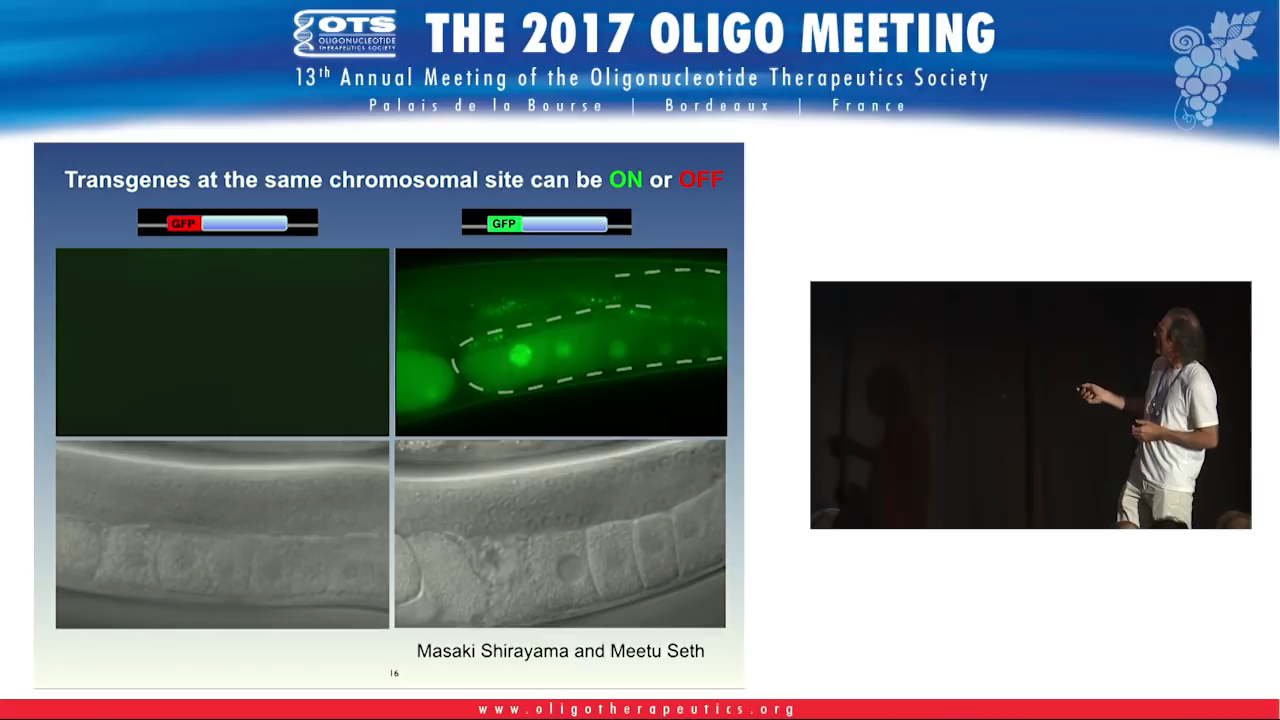 OTS
OLIGONUCLEOTIDE
THERAPEUTICS SOCIETY
THE 2017 OLIGO MEETING
13th Annual Meeting of the Oligonucleotide Therapeutics Society
Palais de la Bourse | Bordeaux | France
Transgenes at the same chromosomal site can be ON or OFF
GFP
GFP
Masaki Shirayama and Meetu Seth
16
www.oligotherapeutics.org